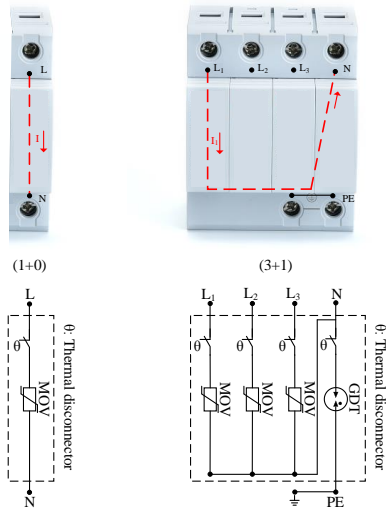 L
I
N
L1 L2 L3 N
I1
PE
(1+0)
(3+1)
L
θ
MOV
N
θ: Thermal disconnector
L1 L2 L3 N
θ θ θ θ
MOV MOV MOV GDT
PE
θ: Thermal disconnector